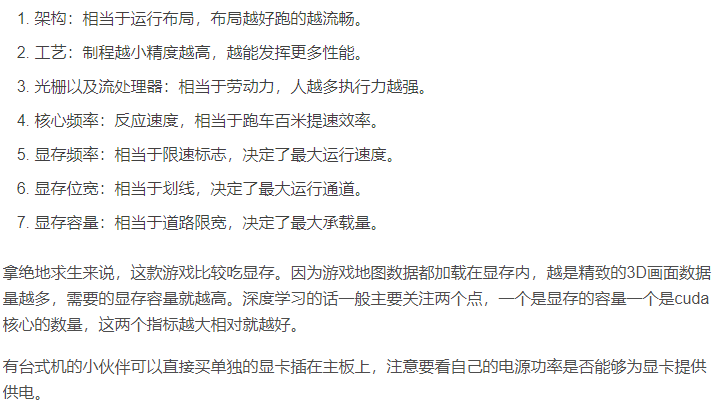 1. 架构：相当于运行布局，布局越好跑的越流畅。
2. 工艺：制程越小精度越高，越能发挥更多性能。
3. 光栅以及流处理器：相当于劳动力，人越多执行力越强。
4. 核心频率：反应速度，相当于跑车百米提速效率。
5. 显存频率：相当于限速标志，决定了最大运行速度。
6. 显存位宽：相当于划线，决定了最大运行通道。
7. 显存容量：相当于道路限宽，决定了最大承载量。
拿绝地求生来说，这款游戏比较吃显存。因为游戏地图数据都加载在显存内，越是精致的3D画面数据
量越多，需要的显存容量就越高。深度学习的话一般主要关注两个点，一个是显存的容量一个是cuda
核心的数量，这两个指标越大相对就越好。
有台式机的小伙伴可以直接买单独的显卡插在主板上，注意要看自己的电源功率是否能够为显卡提供
供电。